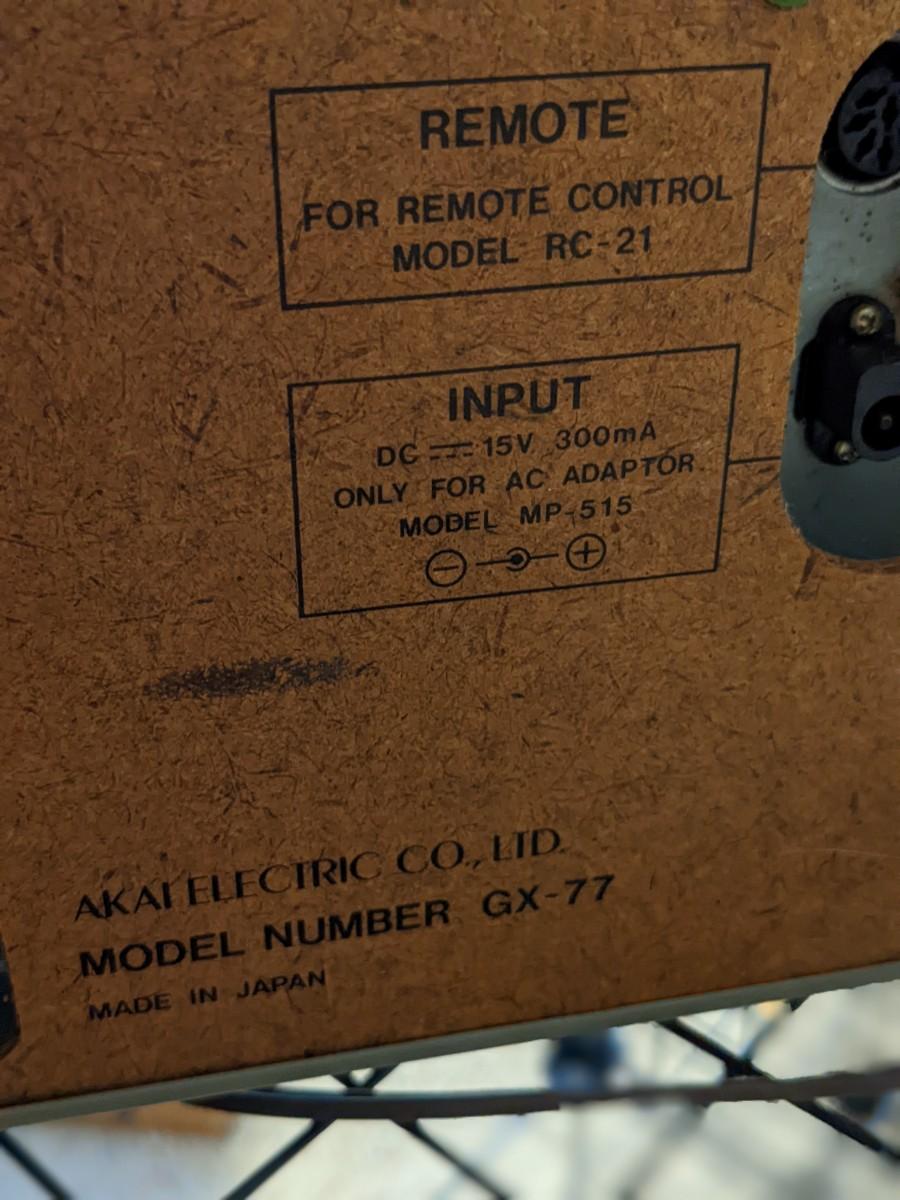 REMOTE
FOR REMOTE CONTROL
MODEL RC-21
INPUT
DC ⎓ 15V 300mA
ONLY FOR AC ADAPTOR
MODEL MP-515
AKAI ELECTRIC CO., LTD.
MODEL NUMBER GX-77
MADE IN JAPAN